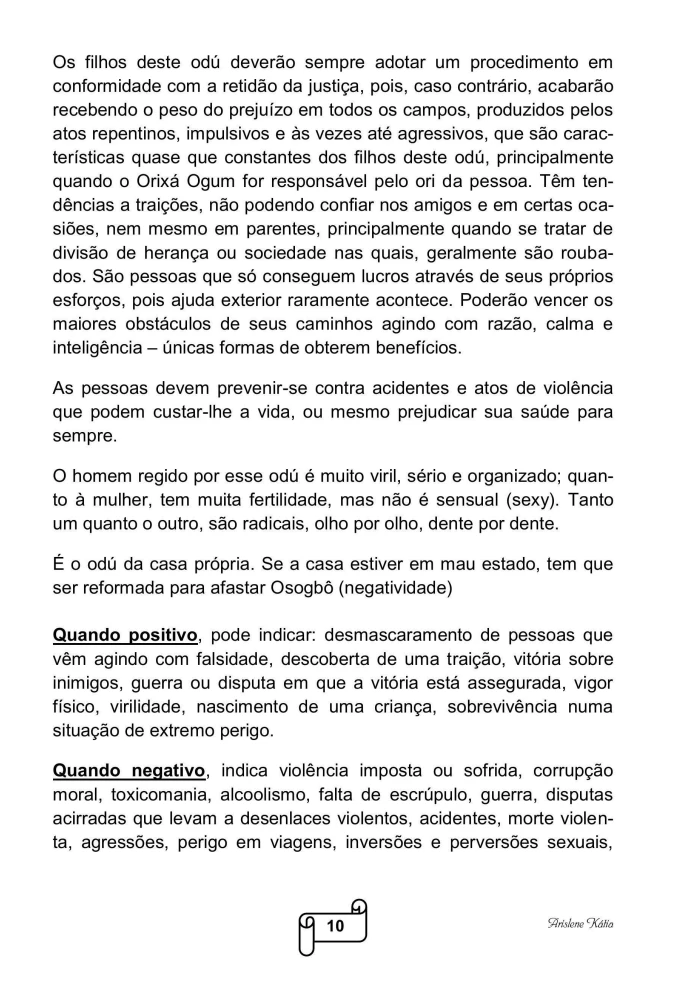 Os filhos deste odú deverão sempre adotar um procedimento em
conformidade com a retidão da justiça, pois, caso contrário, acabarão
recebendo o peso do prejuízo em todos os campos, produzidos pelos
atos repentinos, impulsivos e às vezes até agressivos, que são carac-
terísticas quase que constantes dos filhos deste odú, principalmente
quando o Orixá Ogum for responsável pelo ori da pessoa. Têm ten-
dências a traições, não podendo confiar nos amigos e em certas oca-
siões, nem mesmo em parentes, principalmente quando se tratar de
divisão de herança ou sociedade nas quais, geralmente são rouba-
dos. São pessoas que só conseguem lucros através de seus próprios
esforços, pois ajuda exterior raramente acontece. Poderão vencer os
maiores obstáculos de seus caminhos agindo com razão, calma e
inteligência – únicas formas de obterem benefícios.
As pessoas devem prevenir-se contra acidentes e atos de violência
que podem custar-lhe a vida, ou mesmo prejudicar sua saúde para
sempre.
O homem regido por esse odú é muito viril, sério e organizado; quan-
to à mulher, tem muita fertilidade, mas não é sensual (sexy). Tanto
um quanto o outro, são radicais, olho por olho, dente por dente.
É o odú da casa própria. Se a casa estiver em mau estado, tem que
ser reformada para afastar Osogbô (negatividade)
Quando positivo, pode indicar: desmascaramento de pessoas que
vêm agindo com falsidade, descoberta de uma traição, vitória sobre
inimigos, guerra ou disputa em que a vitória está assegurada, vigor
físico, virilidade, nascimento de uma criança, sobrevivência numa
situação de extremo perigo.
Quando negativo, indica violência imposta ou sofrida, corrupção
moral, toxicomania, alcoolismo, falta de escrúpulo, guerra, disputas
acirradas que levam a desenlaces violentos, acidentes, morte violen-
ta, agressões, perigo em viagens, inversões e perversões sexuais,
10
Arislene Kátia